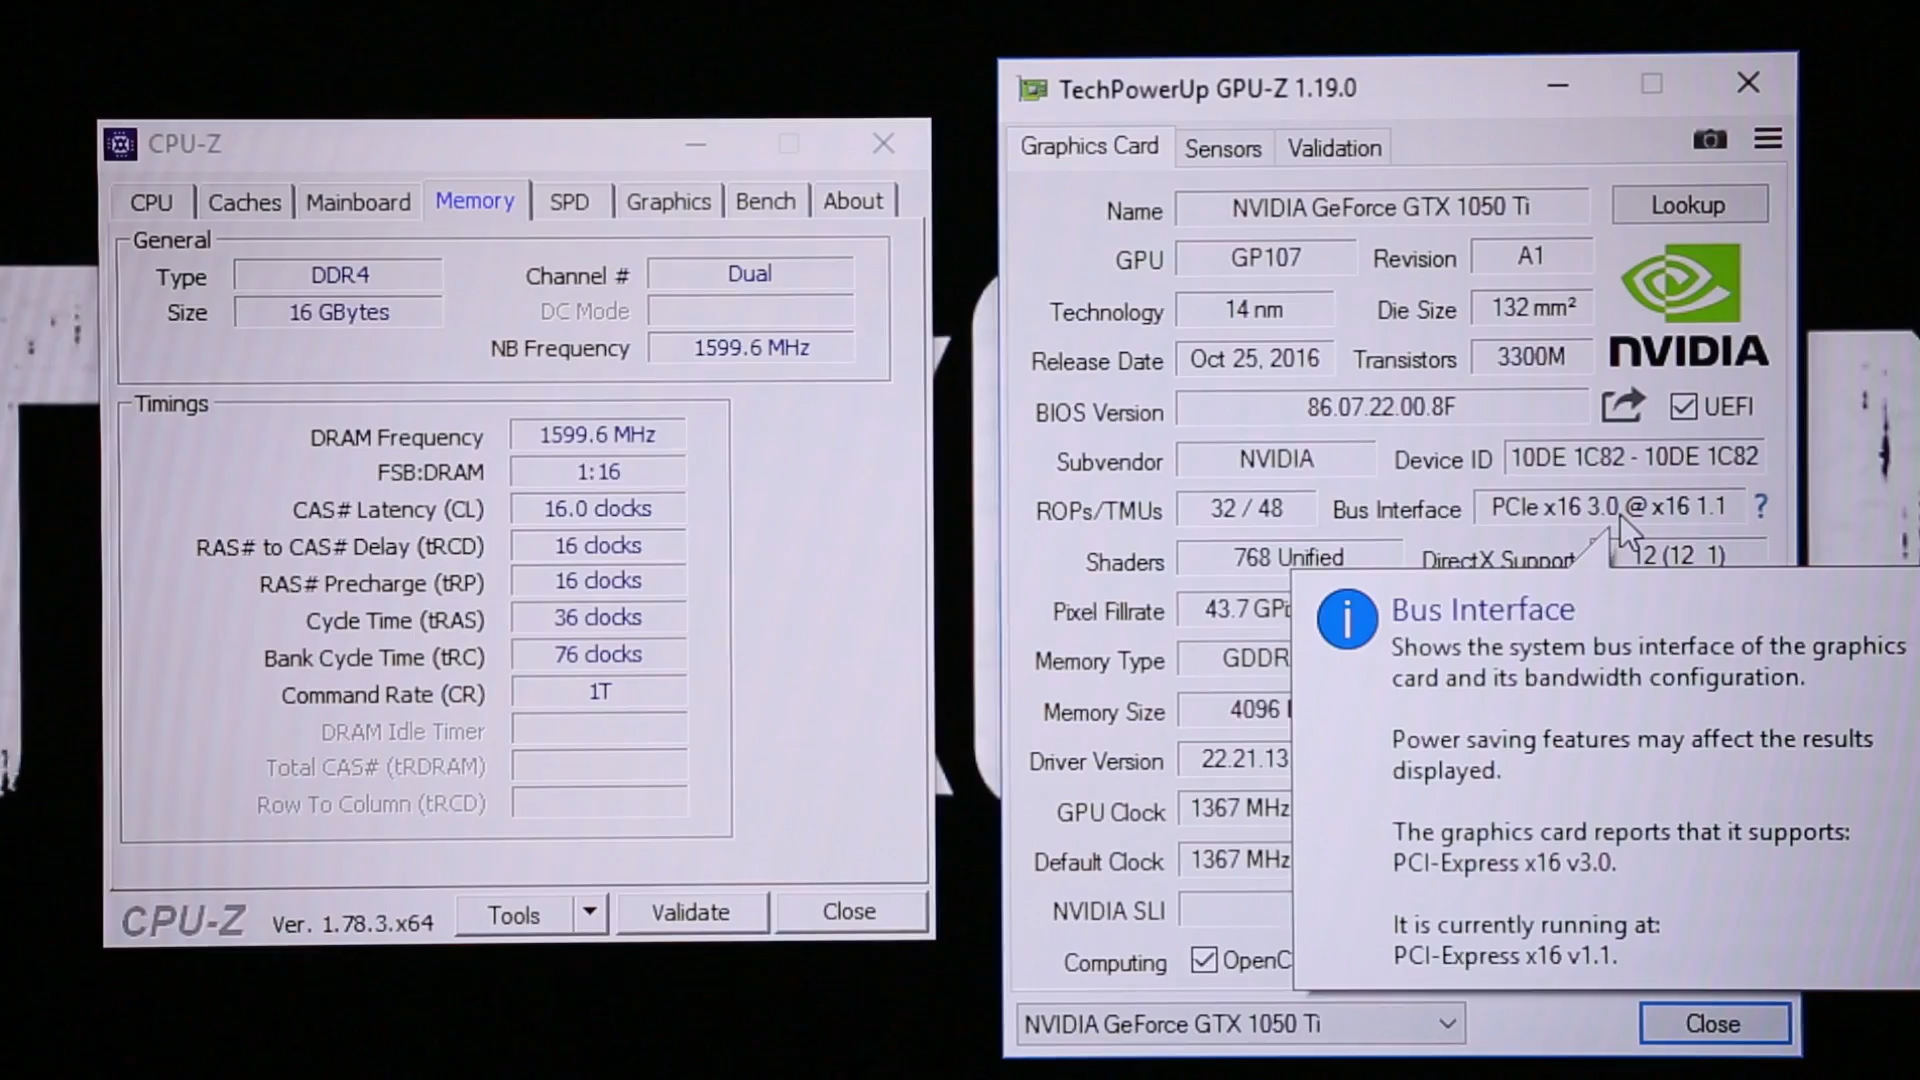 CPU-Z
CPU Caches Mainboard Memory SPD Graphics Bench About
General
Type DDR4 Channel # Dual
Size 16 GBytes DC Mode
NB Frequency 1599.6 MHz
Timings
DRAM Frequency 1599.6 MHz
FSB:DRAM 1:16
CAS# Latency (CL) 16.0 clocks
RAS# to CAS# Delay (tRCD) 16 clocks
RAS# Precharge (tRP) 16 clocks
Cycle Time (tRAS) 36 clocks
Bank Cycle Time (tRC) 76 clocks
Command Rate (CR) 1T
DRAM Idle Timer
Total CAS# (tRDRAM)
Row To Column (tRCD)
CPU-Z Ver. 1.78.3.x64 Tools Validate Close
TechPowerUp GPU-Z 1.19.0
Graphics Card Sensors Validation
Name NVIDIA GeForce GTX 1050 Ti Lookup
GPU GP107 Revision A1
Technology 14 nm Die Size 132 mm²
Release Date Oct 25, 2016 Transistors 3300M
NVIDIA
BIOS Version 86.07.22.00.8F UEFI
Subvendor NVIDIA Device ID 10DE 1C82 - 10DE 1C82
ROPs/TMUs 32 / 48 Bus Interface PCIe x16 3.0 @ x16 1.1 ?
Shaders 768 Unified DirectX Support 12 (12_1)
Pixel Fillrate 43.7 GPi
Memory Type GDDR
Memory Size 4096
Driver Version 22.21.13
GPU Clock 1367 MHz
Default Clock 1367 MHz
NVIDIA SLI
Computing OpenC
Bus Interface
Shows the system bus interface of the graphics
card and its bandwidth configuration.
Power saving features may affect the results
displayed.
The graphics card reports that it supports:
PCI-Express x16 v3.0.
It is currently running at:
PCI-Express x16 v1.1.
NVIDIA GeForce GTX 1050 Ti Close